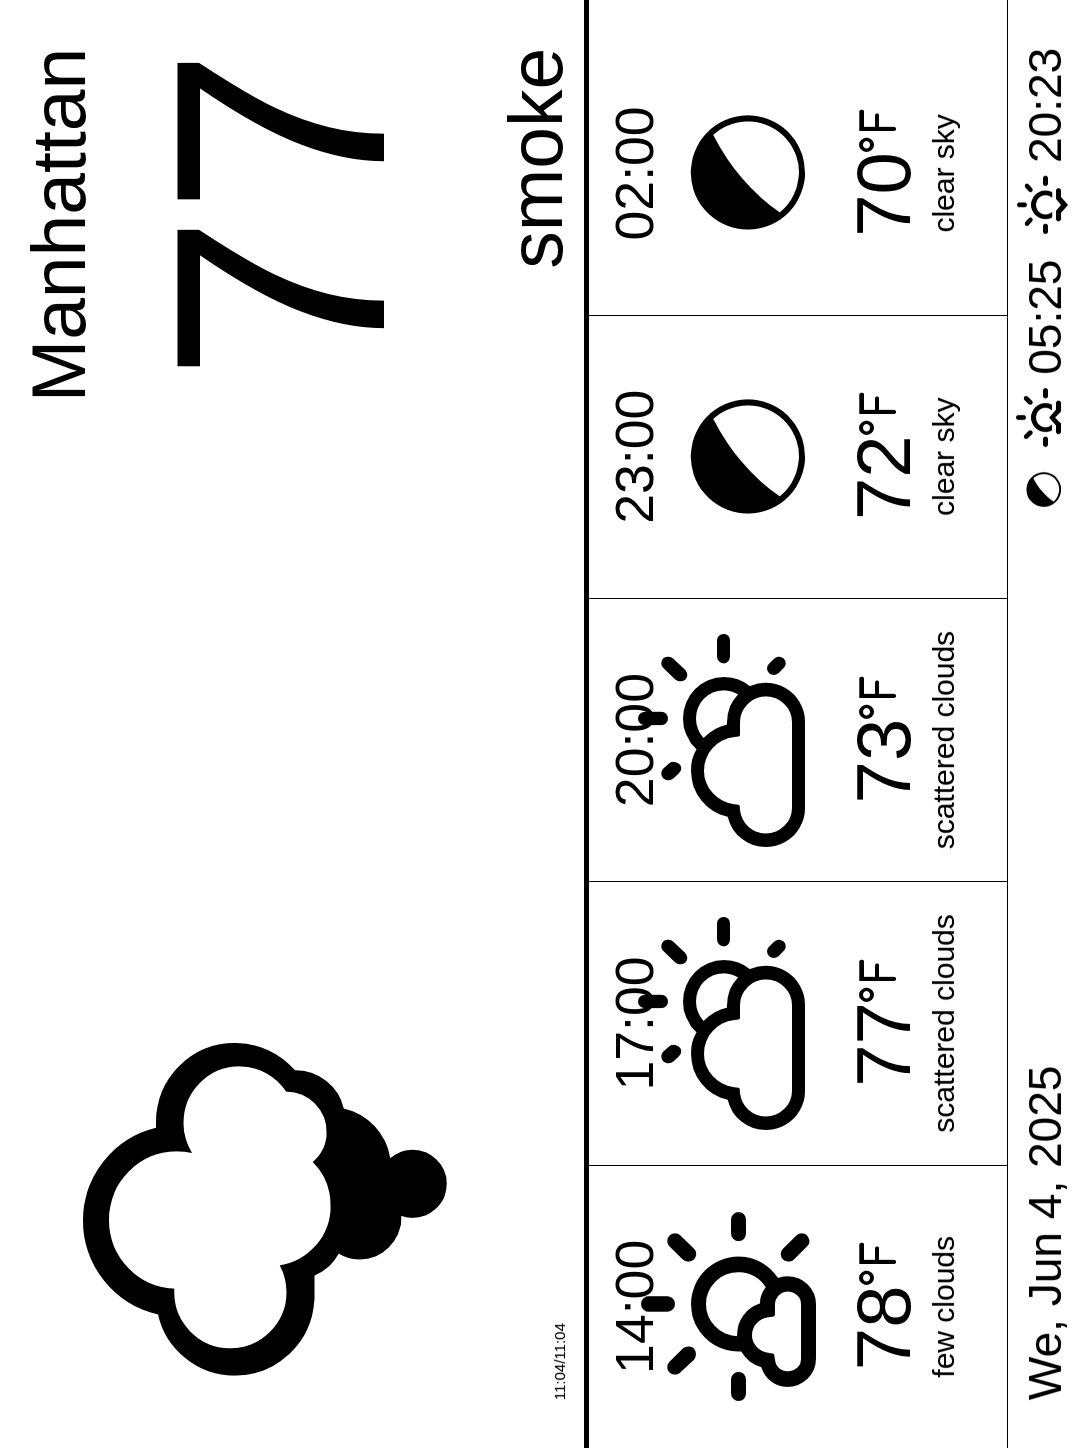 Manhattan
77
smoke
11:04/11:04
14:00
17:00
20:00
23:00
02:00
78°F
77°F
73°F
72°F
70°F
few clouds
scattered clouds
scattered clouds
clear sky
clear sky
We, Jun 4, 2025
05:25
20:23